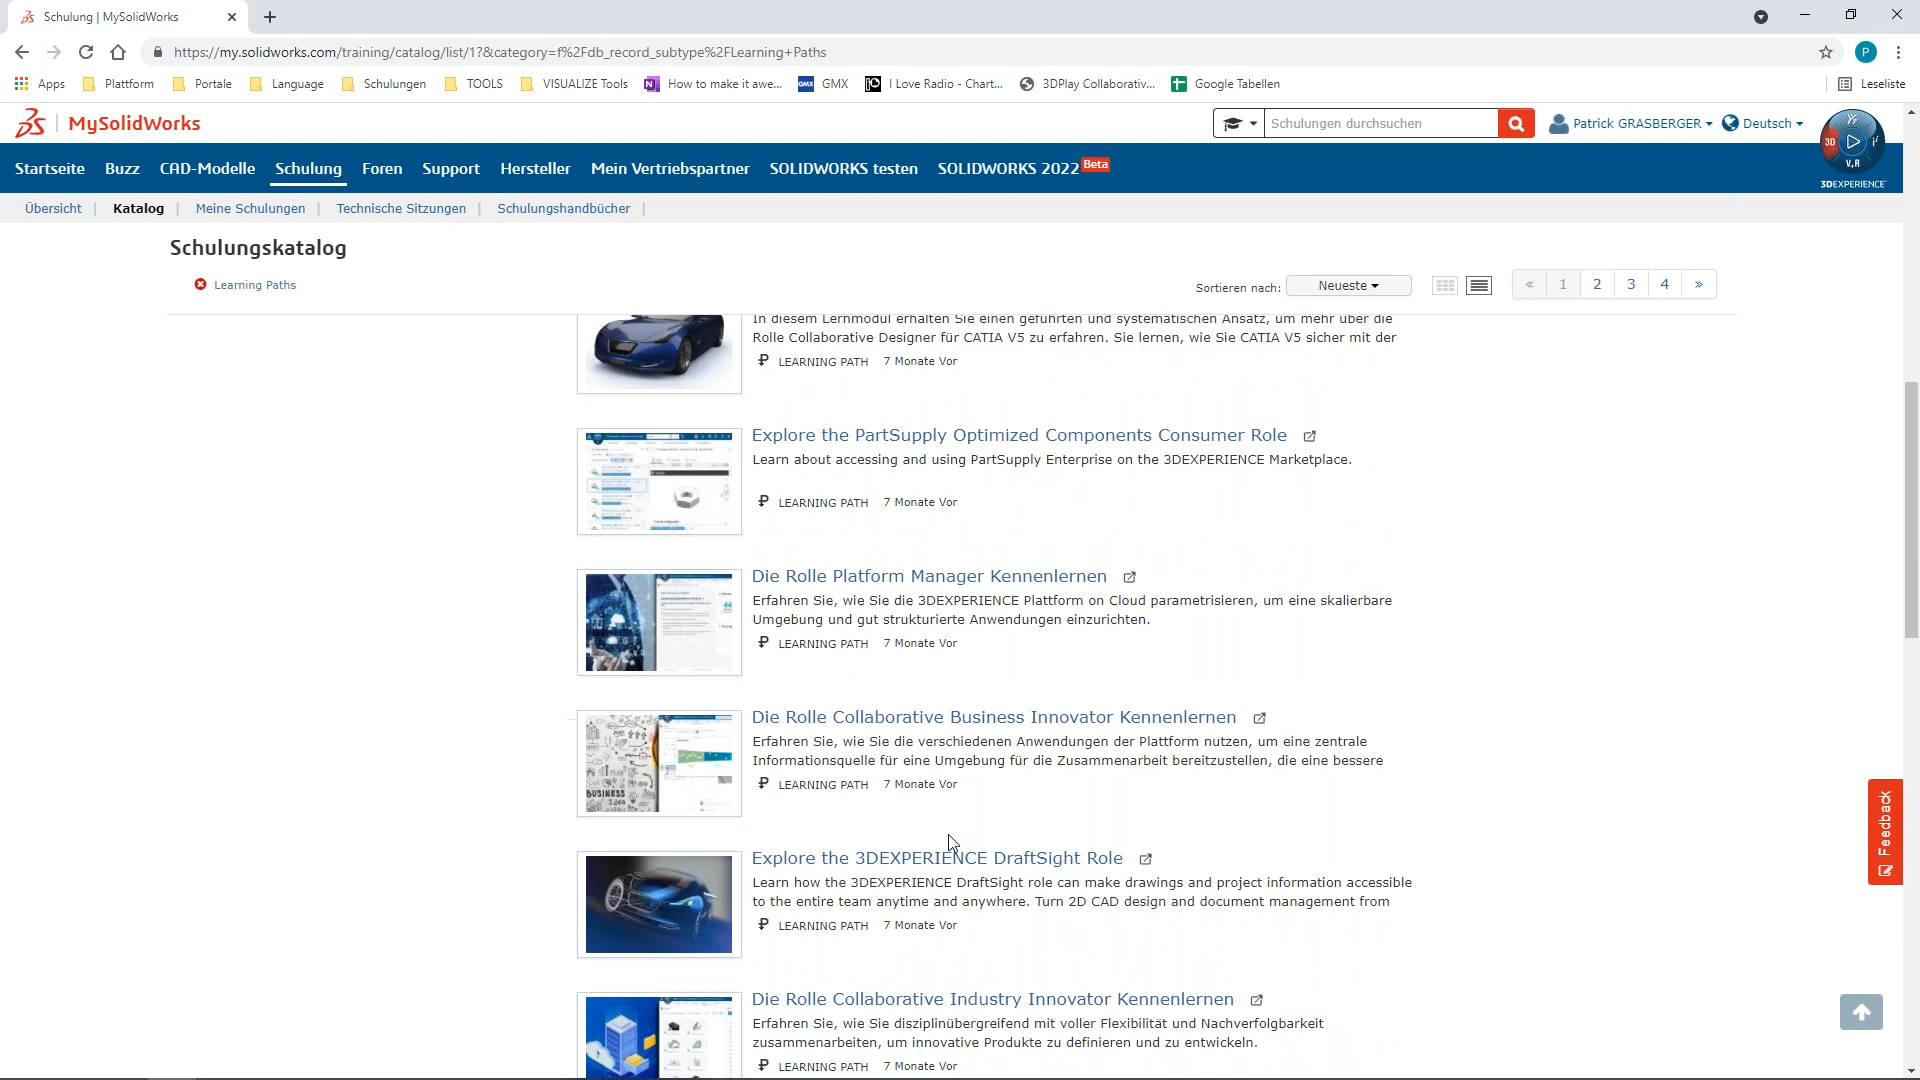 Schulung | MySolidWorks
https://my.solidworks.com/training/catalog/list/1?&category=f%2Fdb_record_subtype%2FLearning+Paths
P
Apps Plattform Portale Language Schulungen TOOLS VISUALIZE Tools How to make it awe... GMX I Love Radio - Chart... 3DPlay Collaborativ... Google Tabellen Leseliste
MySolidWorks
Schulungen durchsuchen
Patrick GRASBERGER
Deutsch
3D
V.R
3DEXPERIENCE
Startseite Buzz CAD-Modelle Schulung Foren Support Hersteller Mein Vertriebspartner SOLIDWORKS testen SOLIDWORKS 2022 Beta
Übersicht | Katalog | Meine Schulungen | Technische Sitzungen | Schulungshandbücher |
Schulungskatalog
Learning Paths
Sortieren nach: Neueste
« 1 2 3 4 »
In diesem Lernmodul erhalten Sie einen geführten und systematischen Ansatz, um mehr über die
Rolle Collaborative Designer für CATIA V5 zu erfahren. Sie lernen, wie Sie CATIA V5 sicher mit der
LEARNING PATH 7 Monate Vor
Explore the PartSupply Optimized Components Consumer Role
Learn about accessing and using PartSupply Enterprise on the 3DEXPERIENCE Marketplace.
LEARNING PATH 7 Monate Vor
Die Rolle Platform Manager Kennenlernen
Erfahren Sie, wie Sie die 3DEXPERIENCE Plattform on Cloud parametrisieren, um eine skalierbare
Umgebung und gut strukturierte Anwendungen einzurichten.
LEARNING PATH 7 Monate Vor
BUSINESS Idea
Die Rolle Collaborative Business Innovator Kennenlernen
Erfahren Sie, wie Sie die verschiedenen Anwendungen der Plattform nutzen, um eine zentrale
Informationsquelle für eine Umgebung für die Zusammenarbeit bereitzustellen, die eine bessere
LEARNING PATH 7 Monate Vor
Explore the 3DEXPERIENCE DraftSight Role
Learn how the 3DEXPERIENCE DraftSight role can make drawings and project information accessible
to the entire team anytime and anywhere. Turn 2D CAD design and document management from
LEARNING PATH 7 Monate Vor
Die Rolle Collaborative Industry Innovator Kennenlernen
Erfahren Sie, wie Sie disziplinübergreifend mit voller Flexibilität und Nachverfolgbarkeit
zusammenarbeiten, um innovative Produkte zu definieren und zu entwickeln.
LEARNING PATH 7 Monate Vor
Feedback